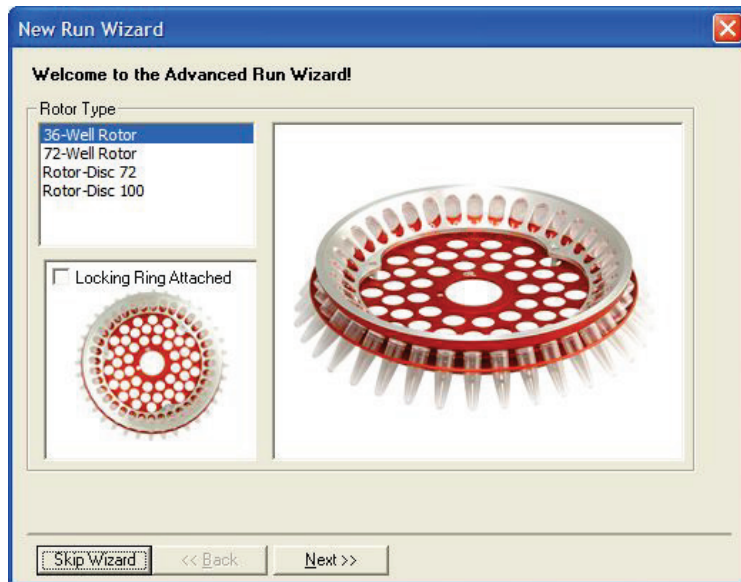 New Run Wizard
Welcome to the Advanced Run Wizard!
Rotor Type
36-Well Rotor
72-Well Rotor
Rotor-Disc 72
Rotor-Disc 100
Locking Ring Attached
Skip Wizard
<< Back
Next >>